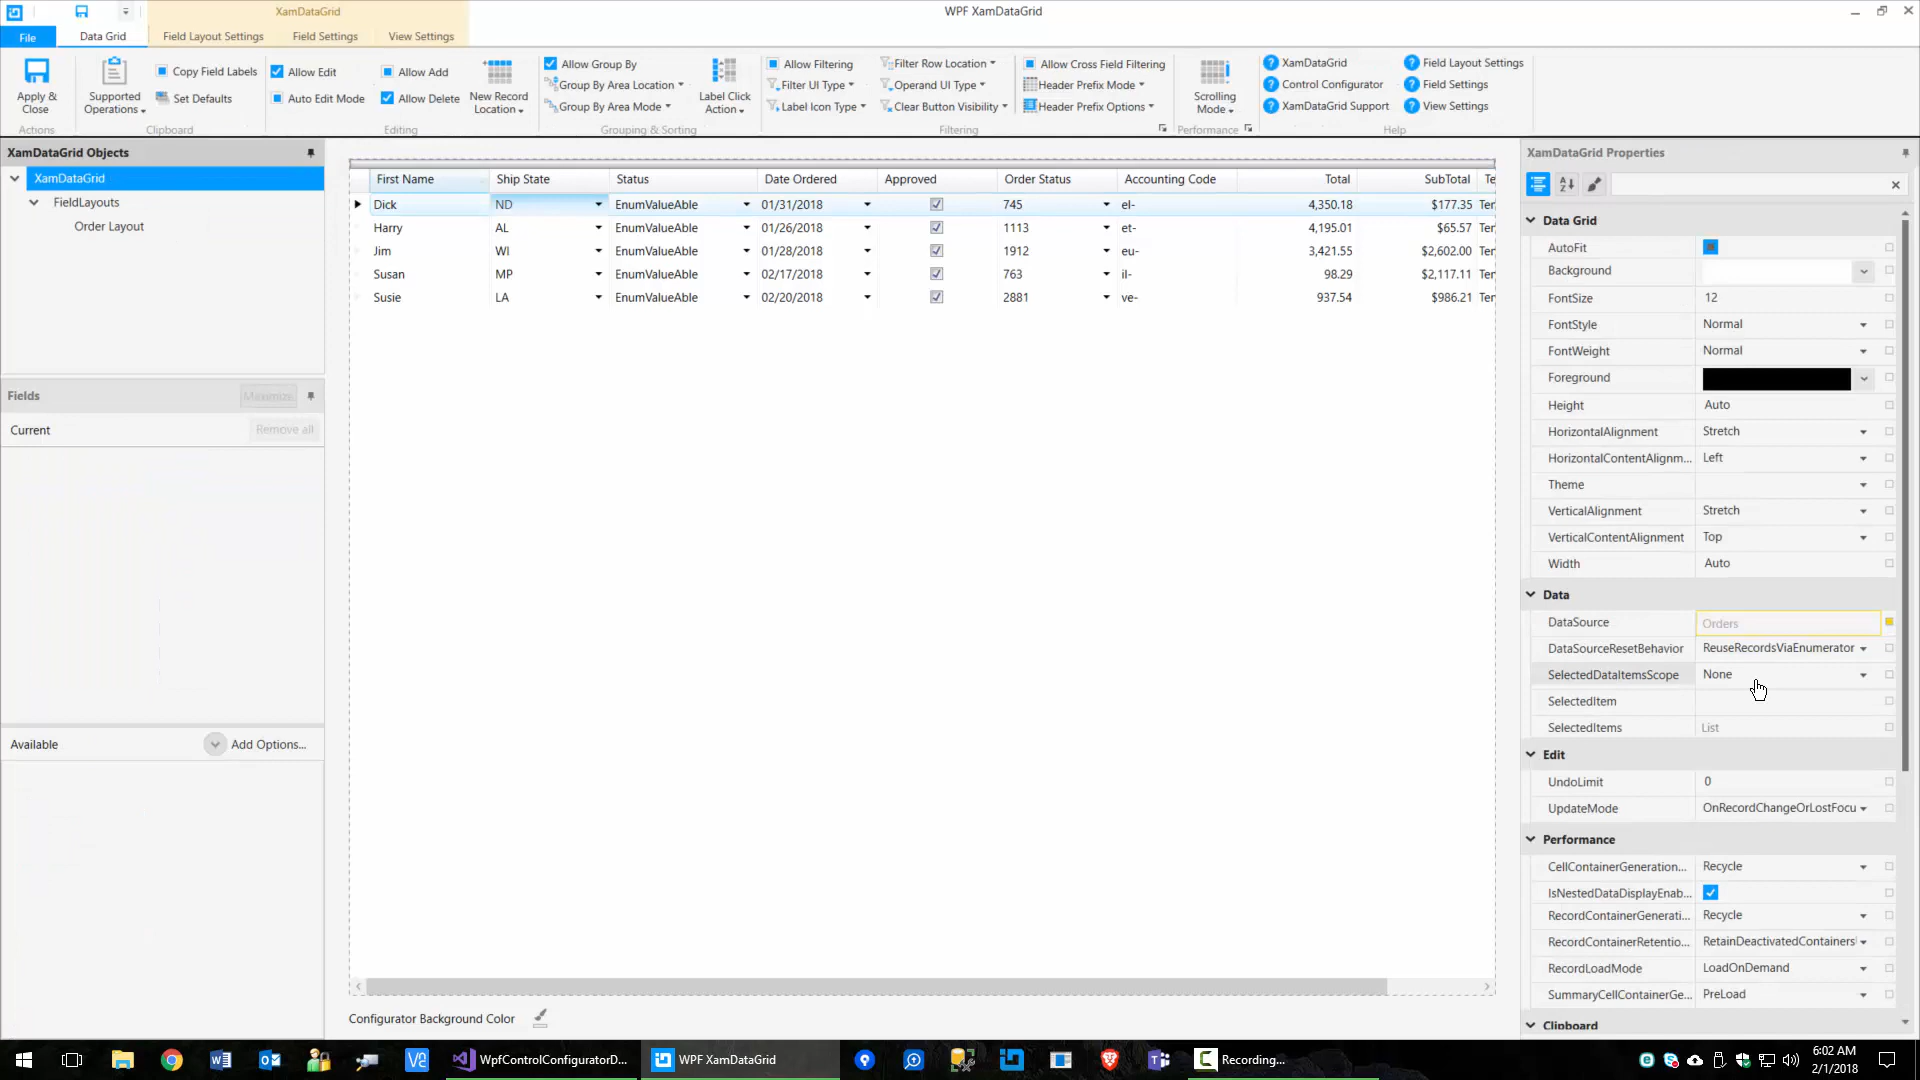 XamDataGrid
WPF XamDataGrid
File
Data Grid
Field Layout Settings
Field Settings
View Settings
Apply &
Close
Actions
Supported
Operations
Copy Field Labels
Set Defaults
Clipboard
Allow Edit
Auto Edit Mode
Allow Add
Allow Delete
New Record
Location
Editing
Allow Group By
Group By Area Location
Group By Area Mode
Label Click
Action
Grouping & Sorting
Allow Filtering
Filter UI Type
Label Icon Type
Filter Row Location
Operand UI Type
Clear Button Visibility
Allow Cross Field Filtering
Header Prefix Mode
Header Prefix Options
Filtering
Scrolling
Mode
Performance
XamDataGrid
Control Configurator
XamDataGrid Support
Field Layout Settings
Field Settings
View Settings
Help
XamDataGrid Objects
XamDataGrid
FieldLayouts
Order Layout
Fields
Maximize
Current
Remove all
Available
Add Options...
First Name Ship State Status Date Ordered Approved Order Status Accounting Code Total SubTotal Te
Dick ND EnumValueAble 01/31/2018 745 el- 4,350.18 $177.35 Ter
Harry AL EnumValueAble 01/26/2018 1113 et- 4,195.01 $65.57 Ter
Jim WI EnumValueAble 01/28/2018 1912 eu- 3,421.55 $2,602.00 Ter
Susan MP EnumValueAble 02/17/2018 763 il- 98.29 $2,117.11 Ter
Susie LA EnumValueAble 02/20/2018 2881 ve- 937.54 $986.21 Ter
Configurator Background Color
XamDataGrid Properties
Data Grid
AutoFit
Background
FontSize 12
FontStyle Normal
FontWeight Normal
Foreground
Height Auto
HorizontalAlignment Stretch
HorizontalContentAlignm... Left
Theme
VerticalAlignment Stretch
VerticalContentAlignment Top
Width Auto
Data
DataSource Orders
DataSourceResetBehavior ReuseRecordsViaEnumerator
SelectedDataItemsScope None
SelectedItem
SelectedItems List
Edit
UndoLimit 0
UpdateMode OnRecordChangeOrLostFocu
Performance
CellContainerGeneration... Recycle
IsNestedDataDisplayEnab...
RecordContainerGenerati... Recycle
RecordContainerRetentio... RetainDeactivatedContainers
RecordLoadMode LoadOnDemand
SummaryCellContainerGe... PreLoad
Clipboard
WpfControlConfiguratorD...
WPF XamDataGrid
Recording...
6:02 AM
2/1/2018